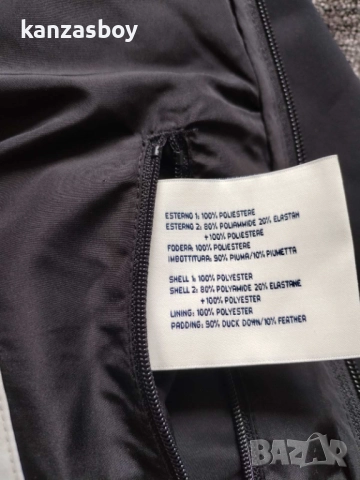 kanzasboy
ESTERNO 1: 100% POLIESTERE
ESTERNO 2: 80% POLIAMMIDE 20% ELASTAN
+ 100% POLIESTERE
FODERA: 100% POLIESTERE
IMBOTTITURA: 90% PIUMA/10% PIUMETTA
SHELL 1: 100% POLYESTER
SHELL 2: 80% POLYAMIDE 20% ELASTANE
+ 100% POLYESTER
LINING: 100% POLYESTER
PADDING: 90% DUCK DOWN/10% FEATHER
BAZAR
bg